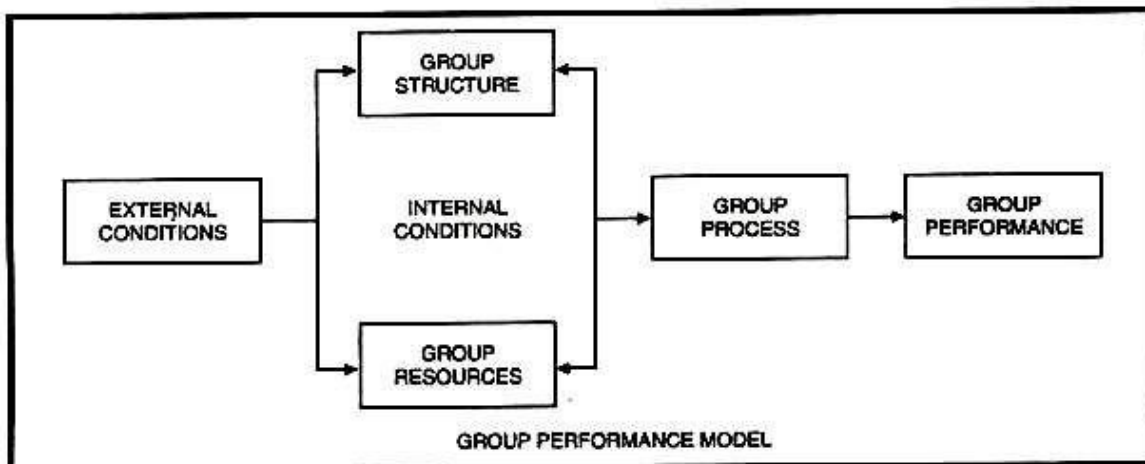 GROUP
STRUCTURE
EXTERNAL
CONDITIONS
INTERNAL
CONDITIONS
GROUP
PROCESS
GROUP
PERFORMANCE
GROUP
RESOURCES
GROUP PERFORMANCE MODEL